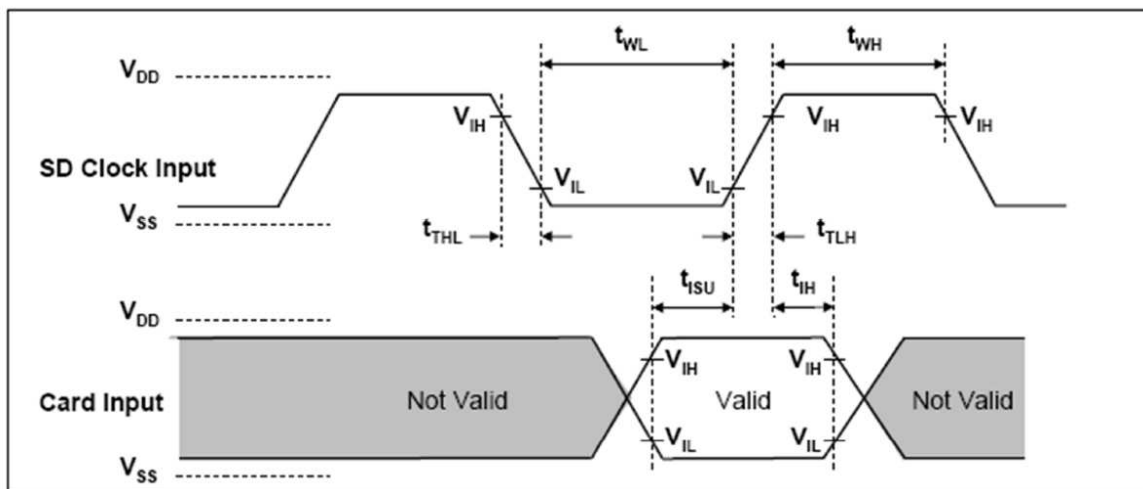 t_WL t_WH
V_DD
V_IH V_IH V_IH
SD Clock Input
V_IL V_IL
V_SS
t_THL t_TLH
t_ISU t_IH
V_DD
V_IH V_IH
Card Input Not Valid Valid Not Valid
V_IL V_IL
V_SS